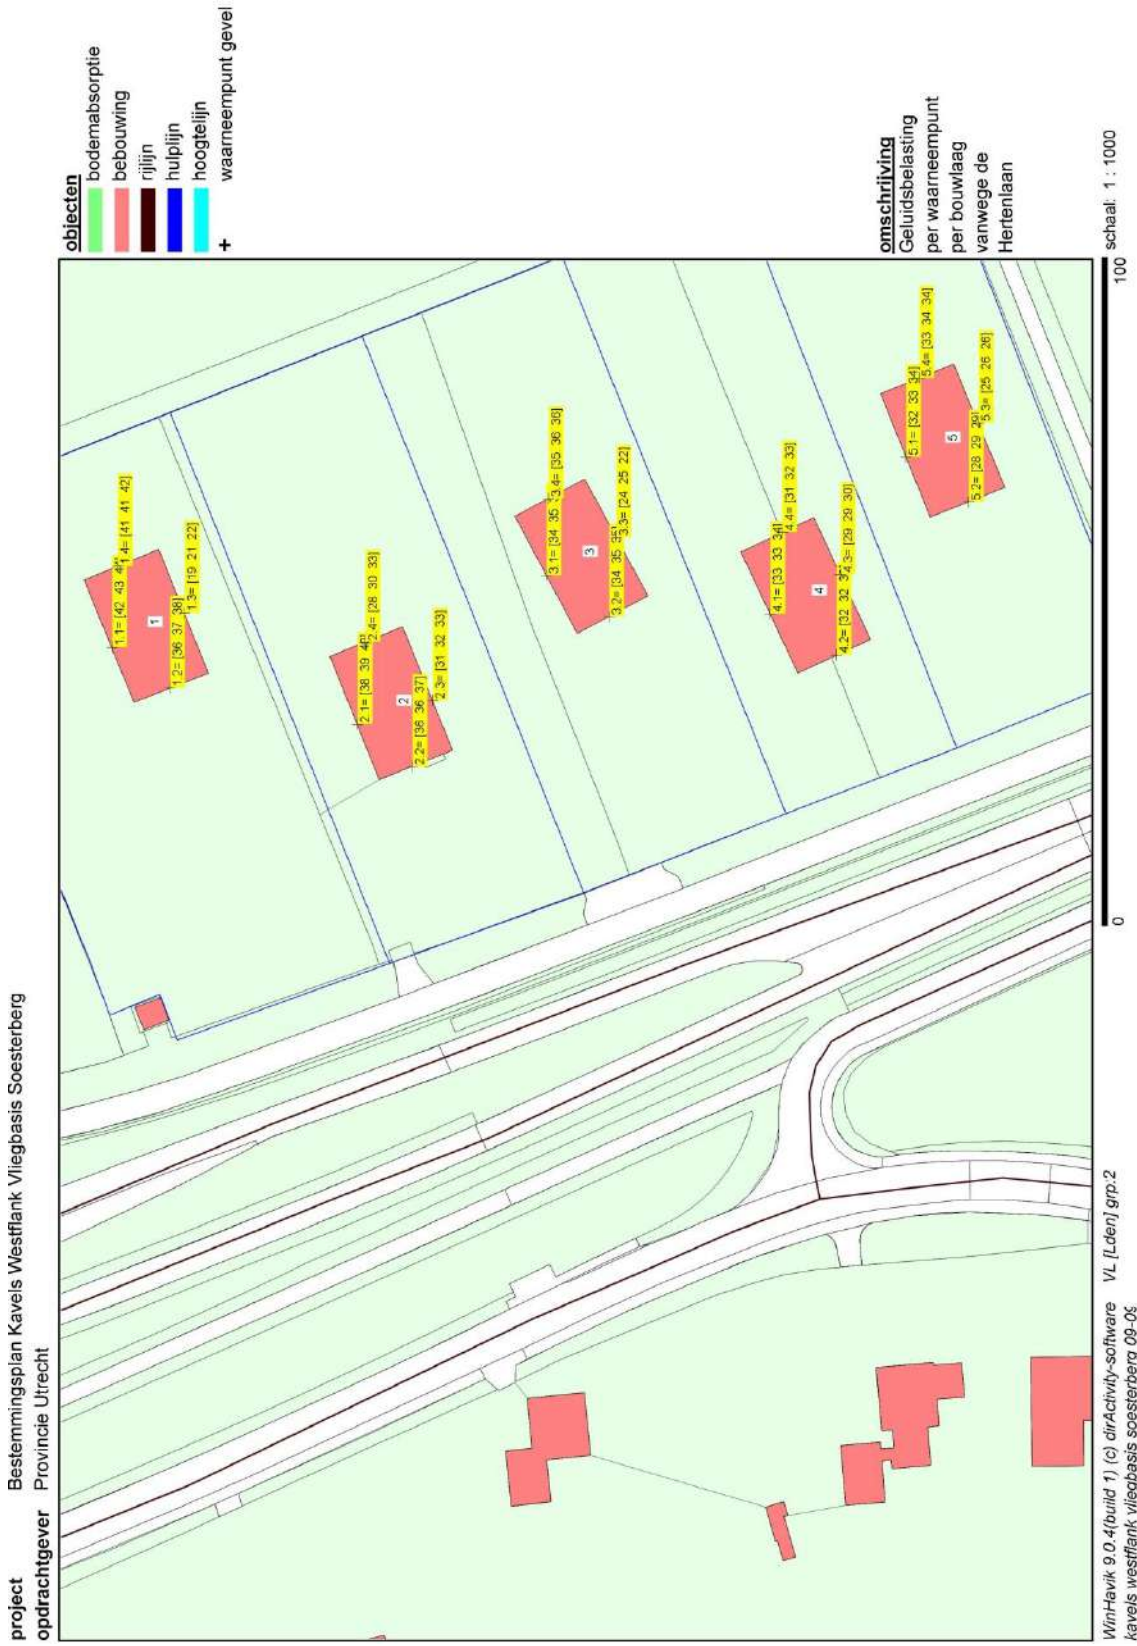 project Bestemmingsplan Kavels Westflank Vliegbasis Soesterberg
opdrachtgever Provincie Utrecht
objecten
bodemabsorptie
bebouwing
rijlijn
hulplijn
hoogtelijn
+ waarneempunt gevel
1.1= [42 43
1.4= [41 41 42]
1.2= [36 37 38]
1.3= [19 21 22]
1
2.1= [38 39
2.4= [28 30 33]
2.2= [36 36 37]
2.3= [31 32 33]
2
3.1= [34 35
3.4= [35 36 36]
3.2= [34 35
3.3= [24 25 22]
3
4.1= [33 33
4.4= [31 32 33]
4.2= [32 32
4.3= [29 29 30]
4
5.1= [32 33 34]
5.4= [33 34 34]
5.2= [28 29 29]
5.3= [25 26 26]
5
omschrijving
Geluidsbelasting
per waarneempunt
per bouwlaag
vanwege de
Hertenlaan
0 100 schaal: 1 : 1000
WinHavik 9.0.4(build 1) (c) dirActivity-software VL [Lden] grp:2
kavels westflank vliegbasis soesterberg 09-09